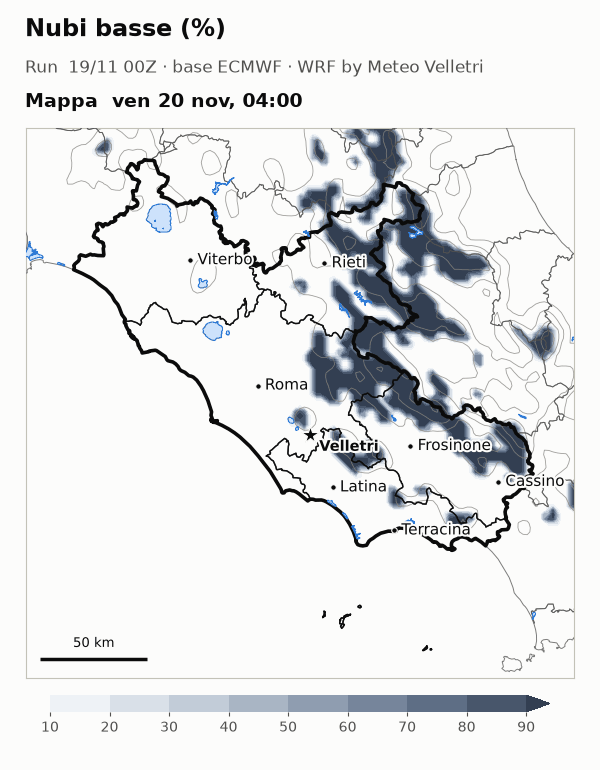 Nubi basse (%)
Run 19/11 00Z · base ECMWF · WRF by Meteo Velletri
Mappa ven 20 nov, 04:00
Viterbo
Rieti
Roma
Velletri
Frosinone
Latina
Cassino
Terracina
50 km
10 20 30 40 50 60 70 80 90